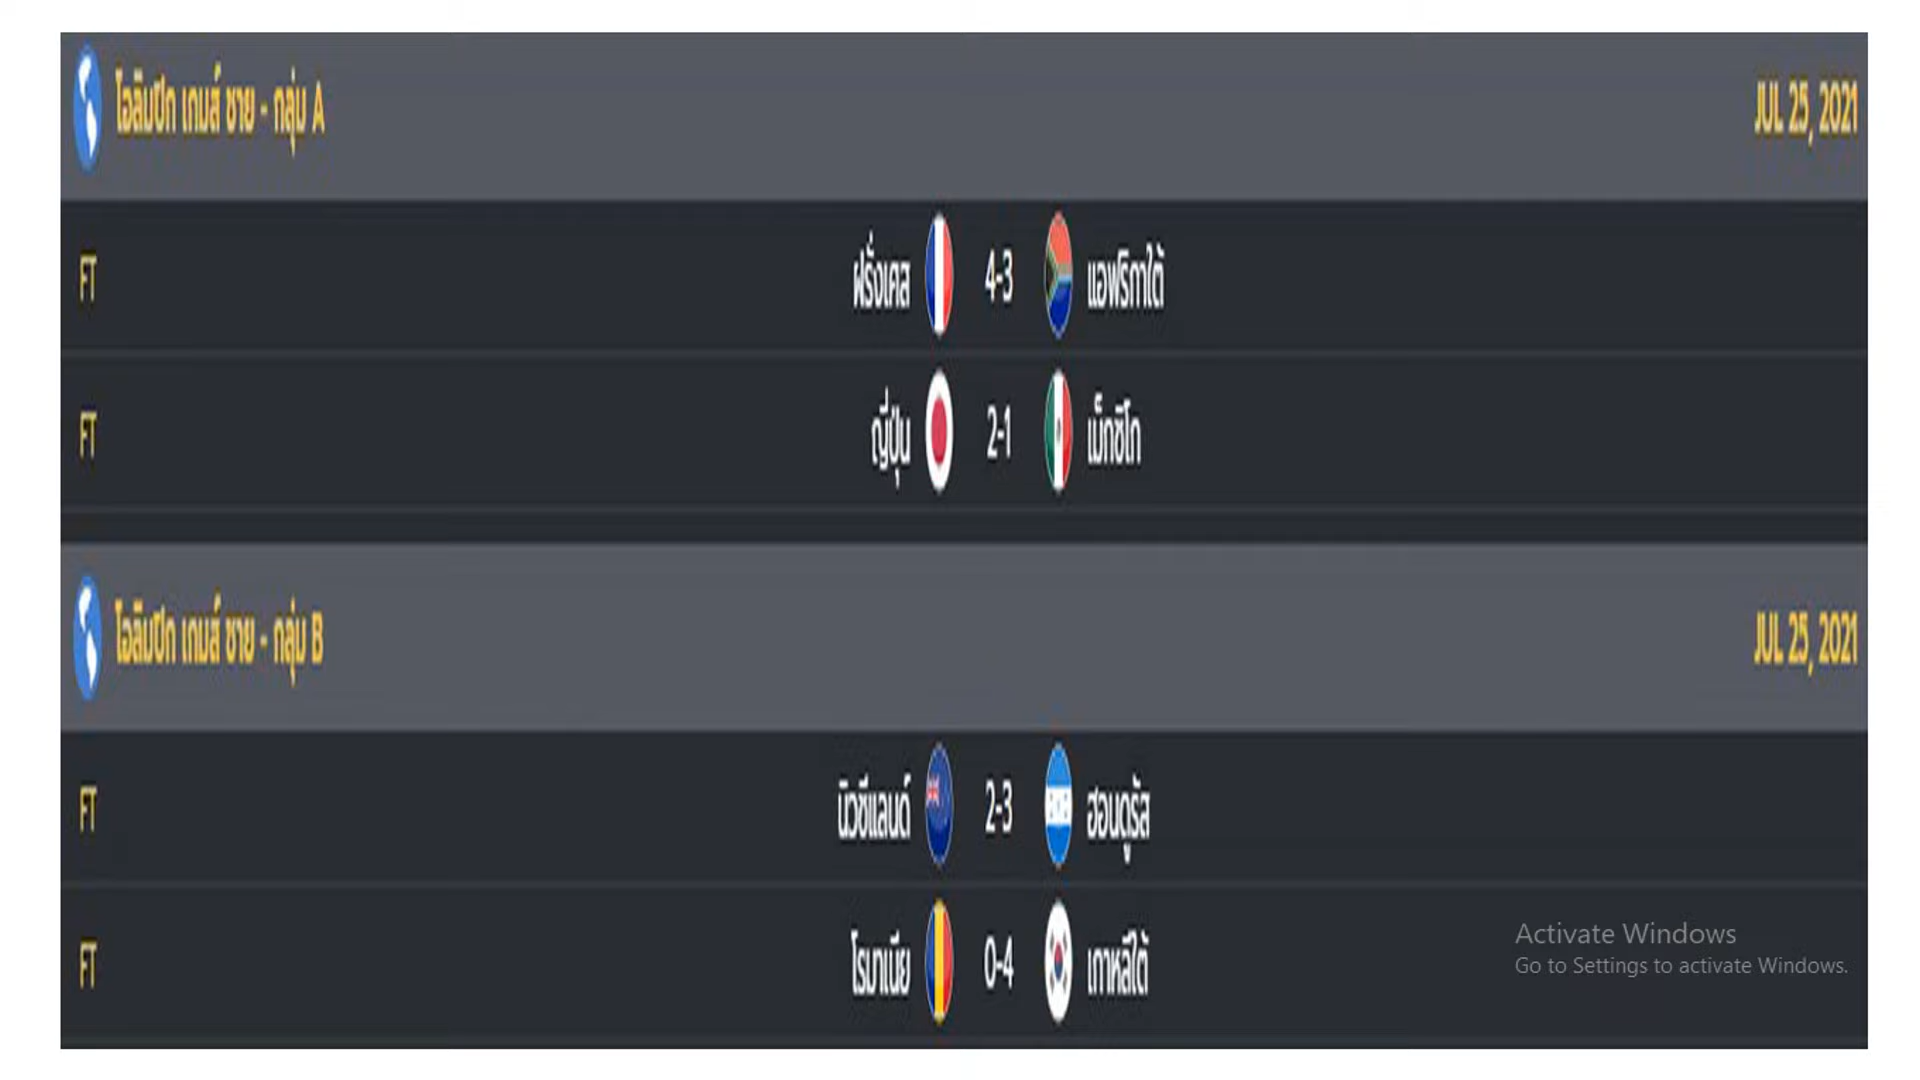 โอลิมปิก เกมส์ ชาย - กลุ่ม A JUL 25, 2021
FT ฝรั่งเศส 4-3 แอฟริกาใต้
FT ญี่ปุ่น 2-1 เม็กซิโก
โอลิมปิก เกมส์ ชาย - กลุ่ม B JUL 25, 2021
FT นิวซีแลนด์ 2-3 ฮอนดูรัส
FT โรมาเนีย 0-4 เกาหลีใต้
Activate Windows
Go to Settings to activate Windows.